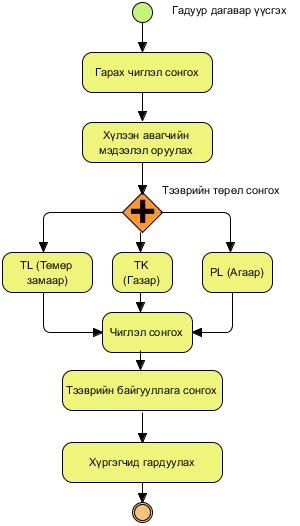 Гадуур дагавар үүсгэх
Гарах чиглэл сонгох
Хүлээн авагчийн
мэдээлэл оруулах
Тээврийн төрөл сонгох
TL (Төмөр
замаар)
TK
(Газар)
PL (Агаар)
Чиглэл сонгох
Тээврийн байгууллага сонгох
Хүргэгчид гардуулах